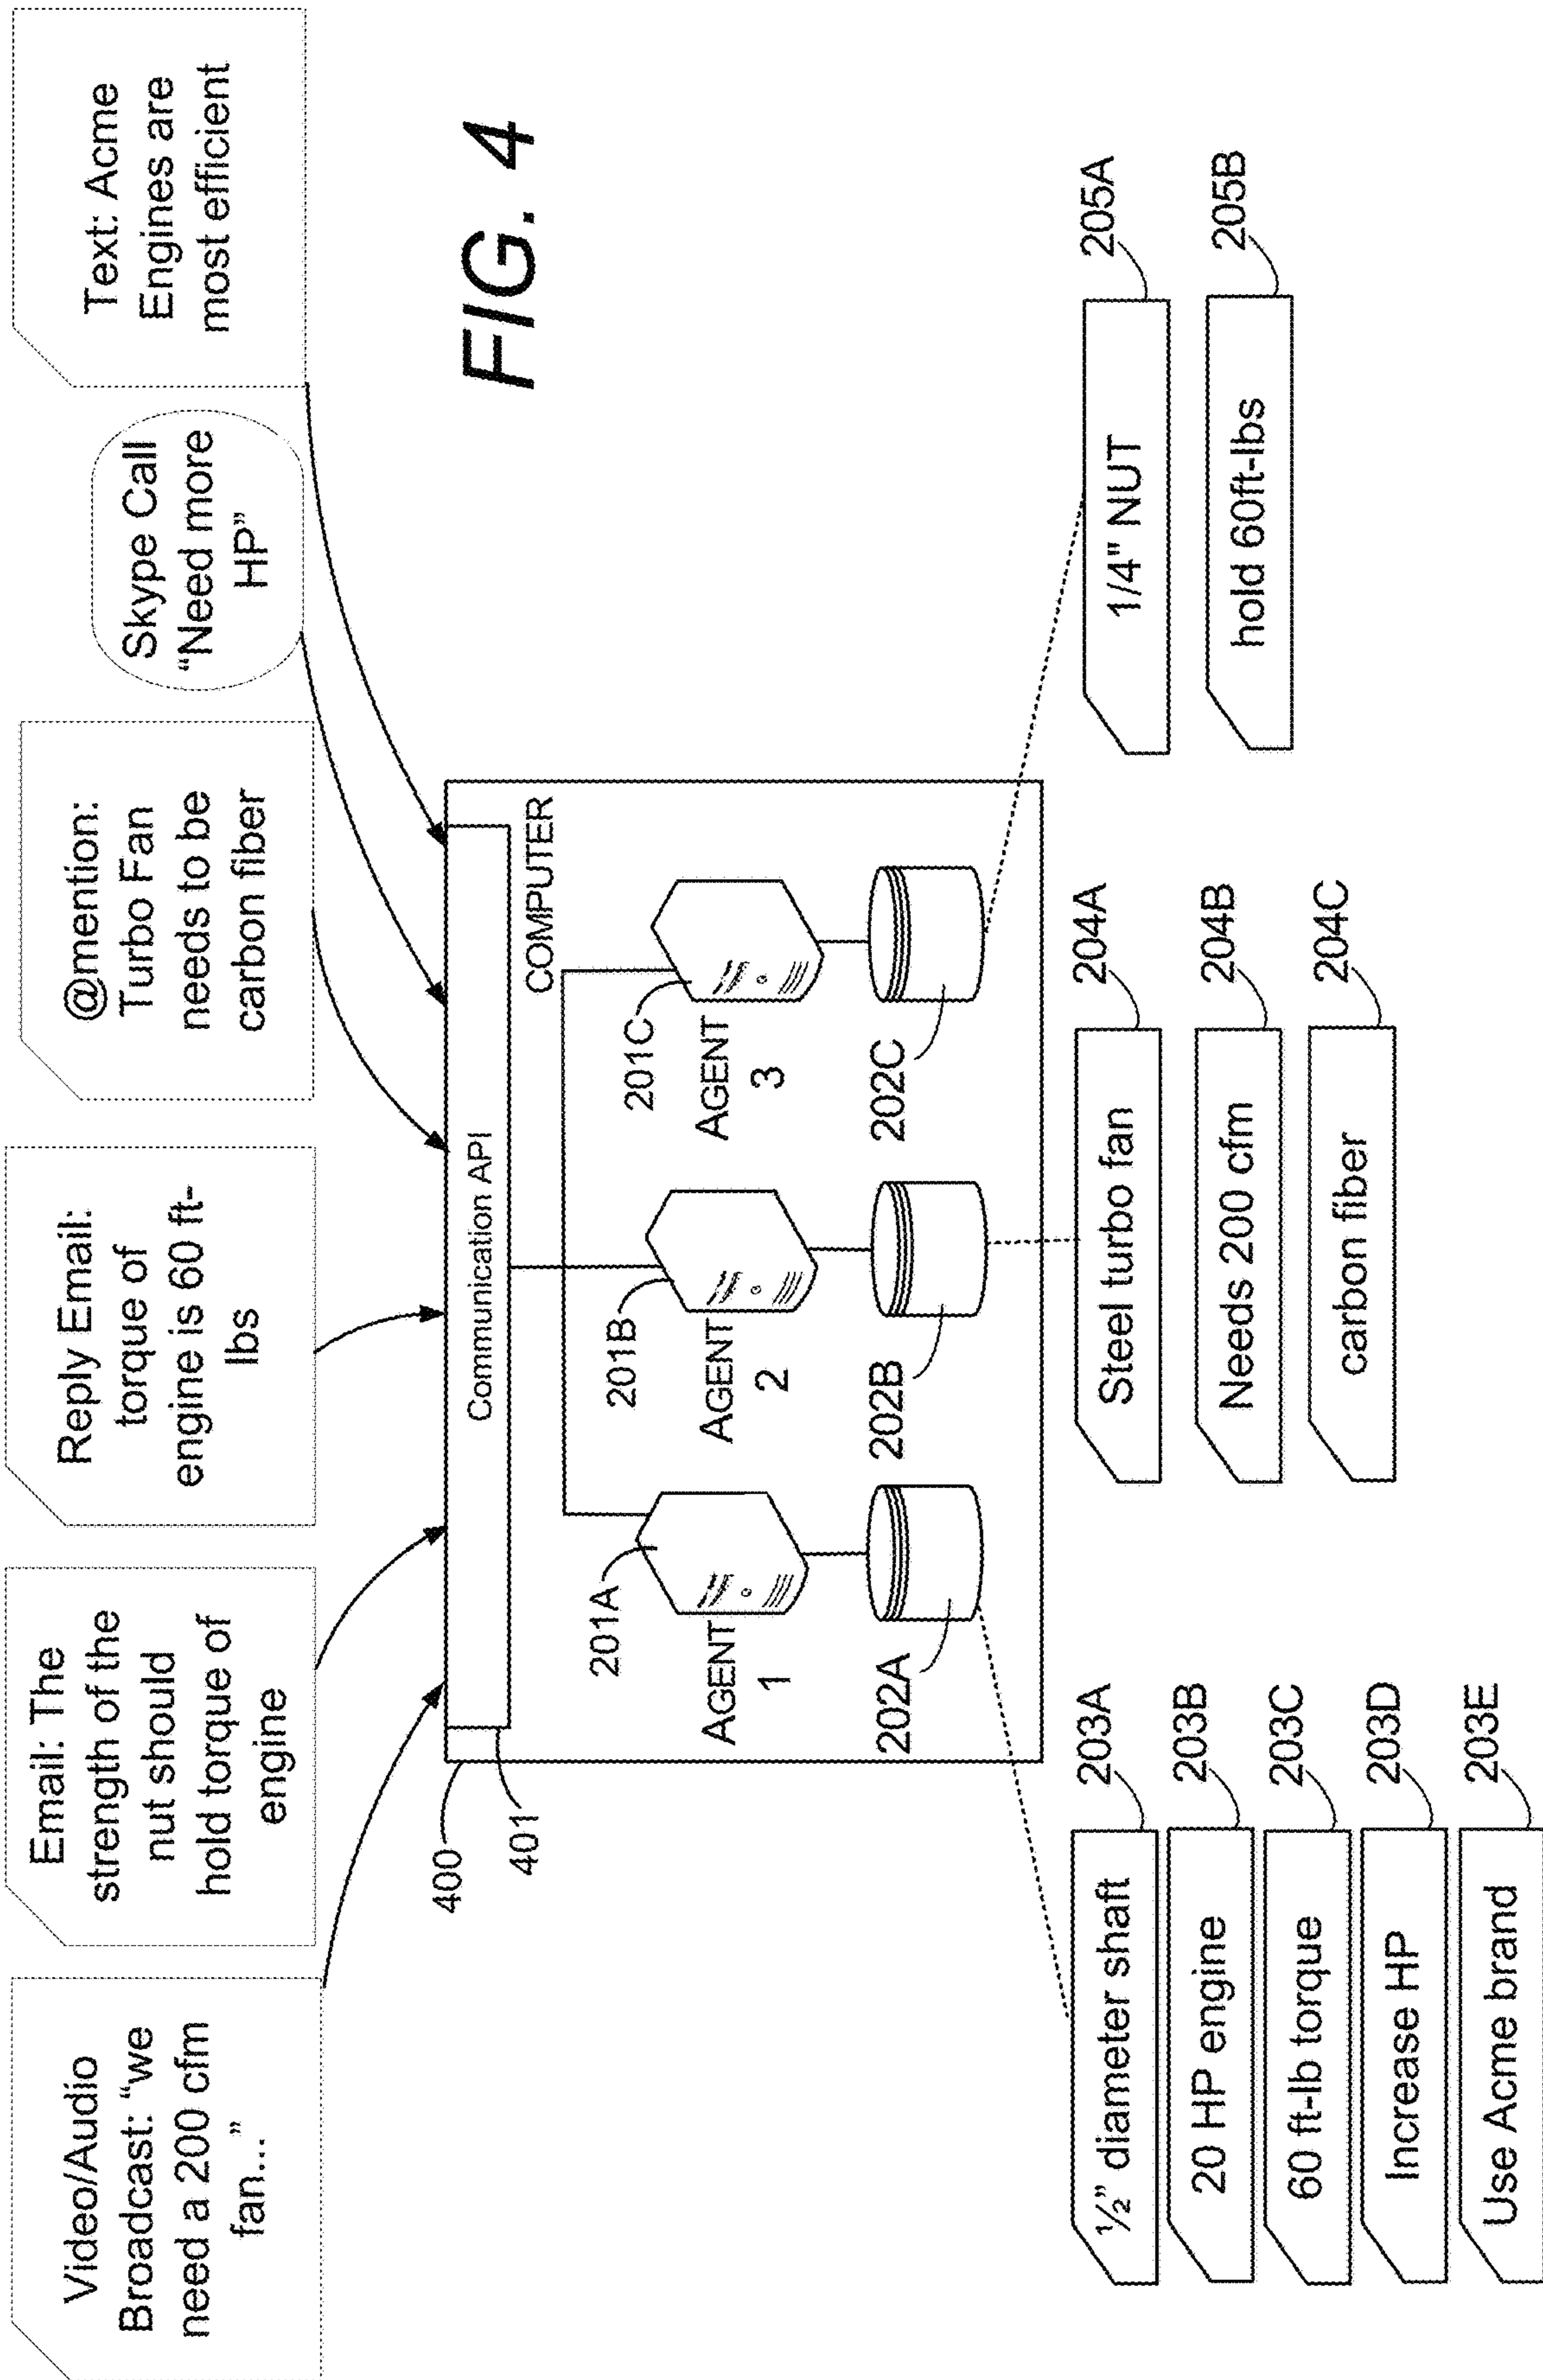 Video/Audio
Broadcast: “we
need a 200 cfm
fan...”
Email: The
strength of the
nut should
hold torque of
engine
Reply Email:
torque of
engine is 60 ft-
lbs
@mention:
Turbo Fan
needs to be
carbon fiber
Skype Call
“Need more
HP”
Text: Acme
Engines are
most efficient
400
401
Communication API
COMPUTER
201A
AGENT
1
202A
201B
AGENT
2
202B
201C
AGENT
3
202C
FIG. 4
½” diameter shaft
203A
20 HP engine
203B
60 ft-lb torque
203C
Increase HP
203D
Use Acme brand
203E
Steel turbo fan
204A
Needs 200 cfm
204B
carbon fiber
204C
1/4" NUT
205A
hold 60ft-lbs
205B